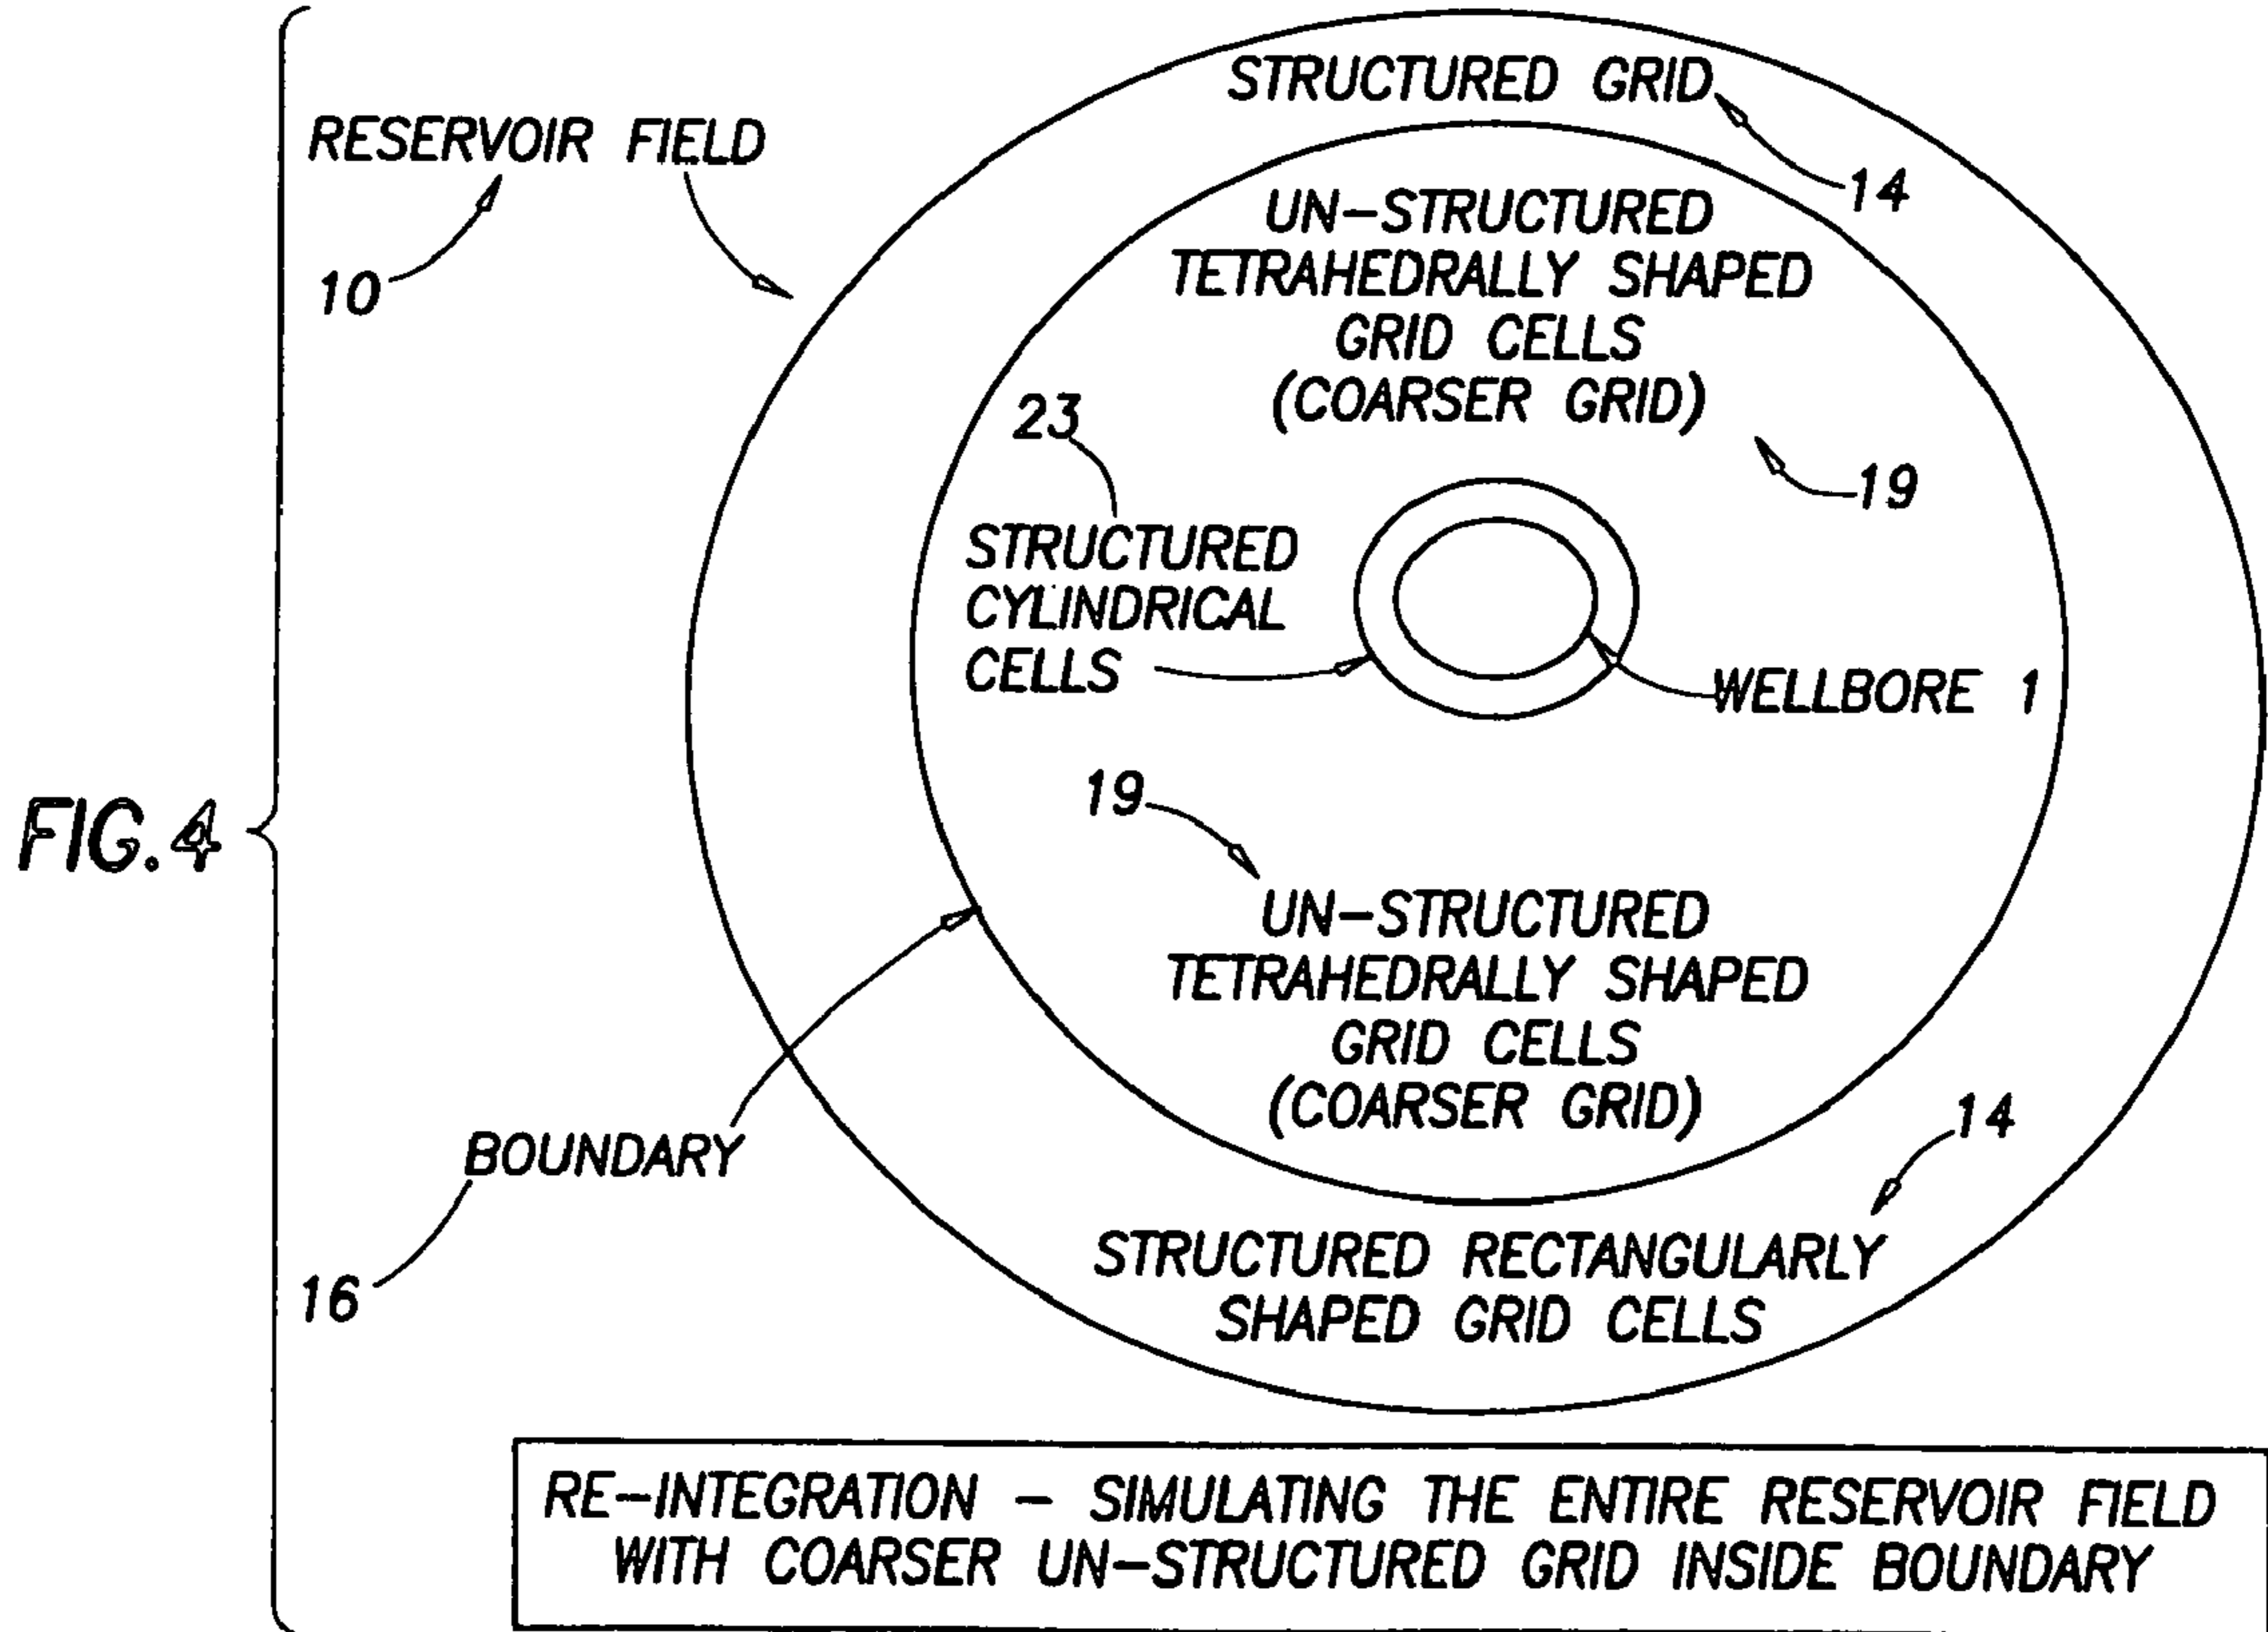 STRUCTURED GRID
14
RESERVOIR FIELD
10
UN-STRUCTURED
TETRAHEDRALLY SHAPED
GRID CELLS
(COARSER GRID)
19
23
STRUCTURED
CYLINDRICAL
CELLS
WELLBORE 1
FIG.4
19
UN-STRUCTURED
TETRAHEDRALLY SHAPED
GRID CELLS
(COARSER GRID)
14
BOUNDARY
16
STRUCTURED RECTANGULARLY
SHAPED GRID CELLS
RE-INTEGRATION - SIMULATING THE ENTIRE RESERVOIR FIELD
WITH COARSER UN-STRUCTURED GRID INSIDE BOUNDARY